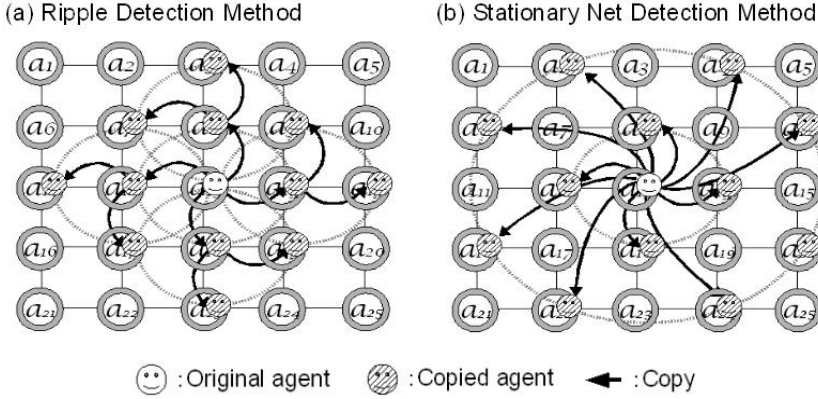 (a) Ripple Detection Method
(b) Stationary Net Detection Method
a1 a2 a4 a5
a6 a10
a16 a20
a21 a22 a24 a25
a1 a3 a5
a7 a9
a11 a15
a17 a19
a21 a23 a25
: Original agent
: Copied agent
: Copy